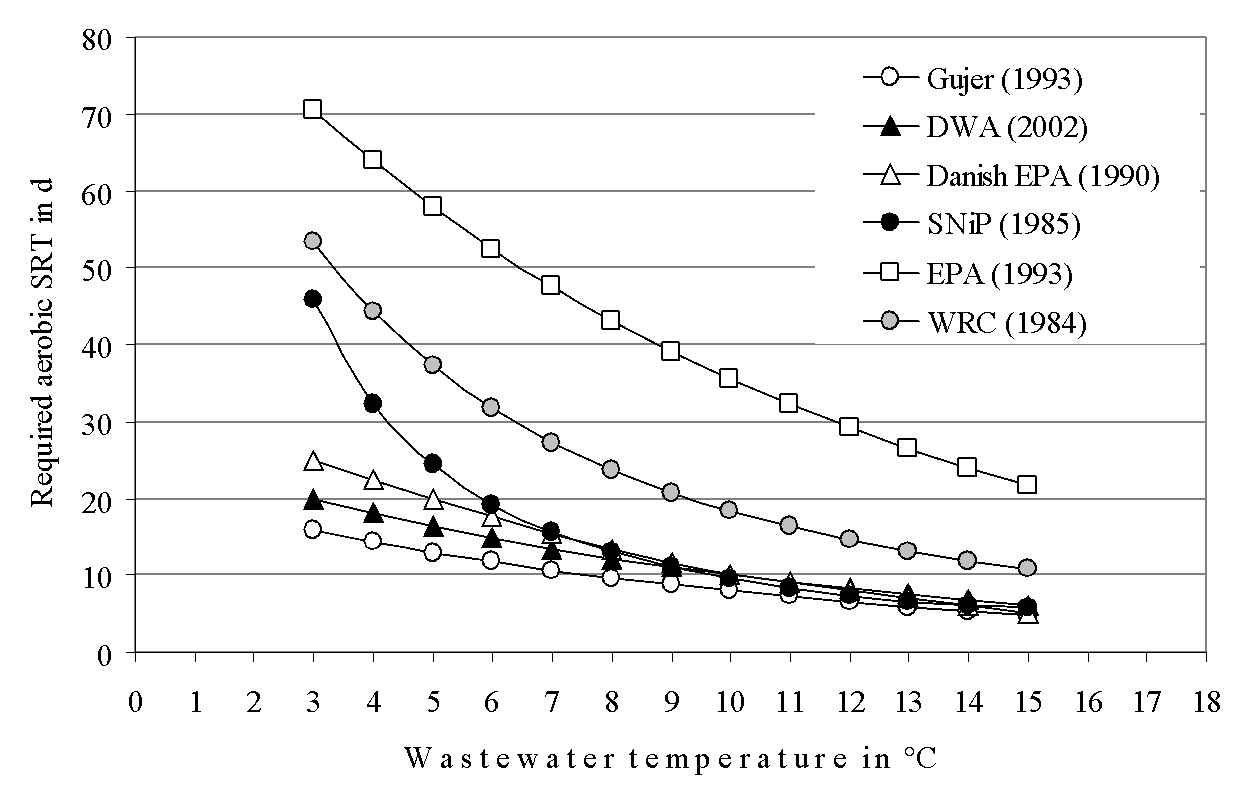 80
70
60
50
40
30
20
10
0
Required aerobic SRT in d
Gujer (1993)
DWA (2002)
Danish EPA (1990)
SNiP (1985)
EPA (1993)
WRC (1984)
0 1 2 3 4 5 6 7 8 9 10 11 12 13 14 15 16 17 18
Wastewater temperature in °C